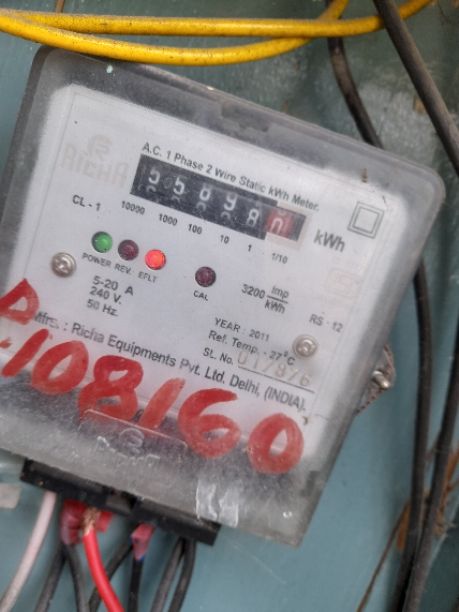 A.C. 1 Phase 2 Wire Static kWh Meter.
RICHA
55898
kWh
CL-1
10000 1000 100 10 1 1/10
POWER REV. EFLT
CAL
3200 Imp/kWh
5-20 A
240 V.
50 Hz.
RS-12
YEAR : 2011
Ref. Temp. - 27°C
SL. No.
Mfrs. : Richa Equipments Pvt. Ltd. Delhi, (INDIA).
108160